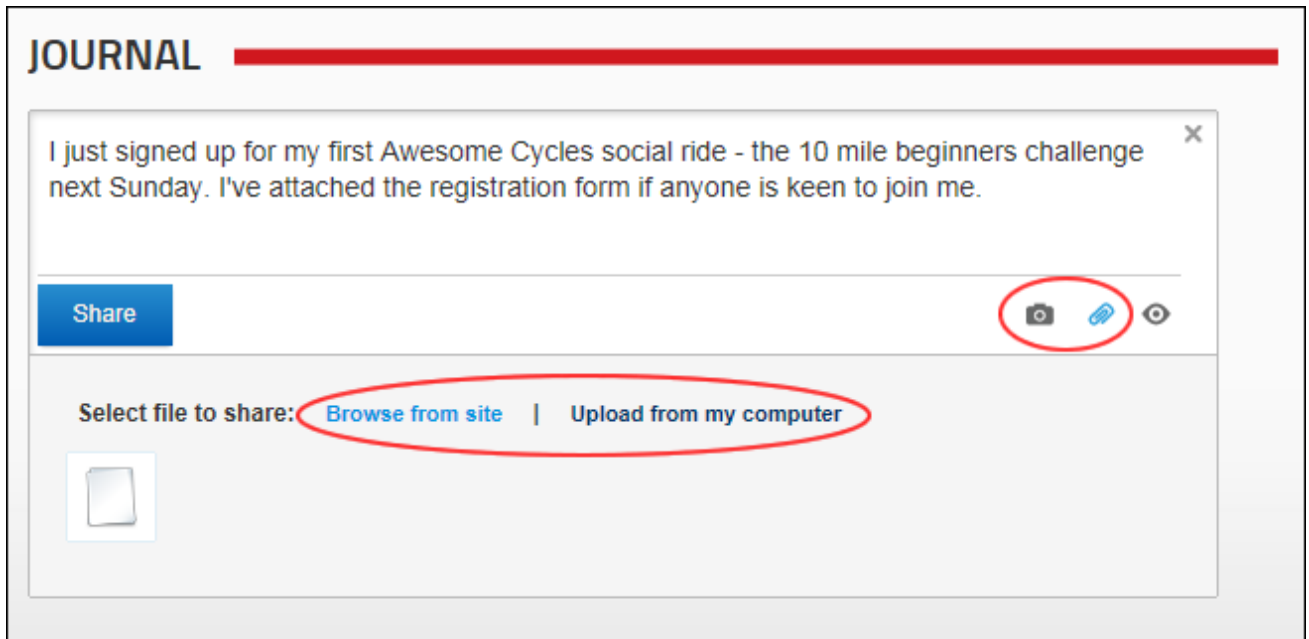 JOURNAL
I just signed up for my first Awesome Cycles social ride - the 10 mile beginners challenge
next Sunday. I've attached the registration form if anyone is keen to join me.
Share
Select file to share: Browse from site | Upload from my computer